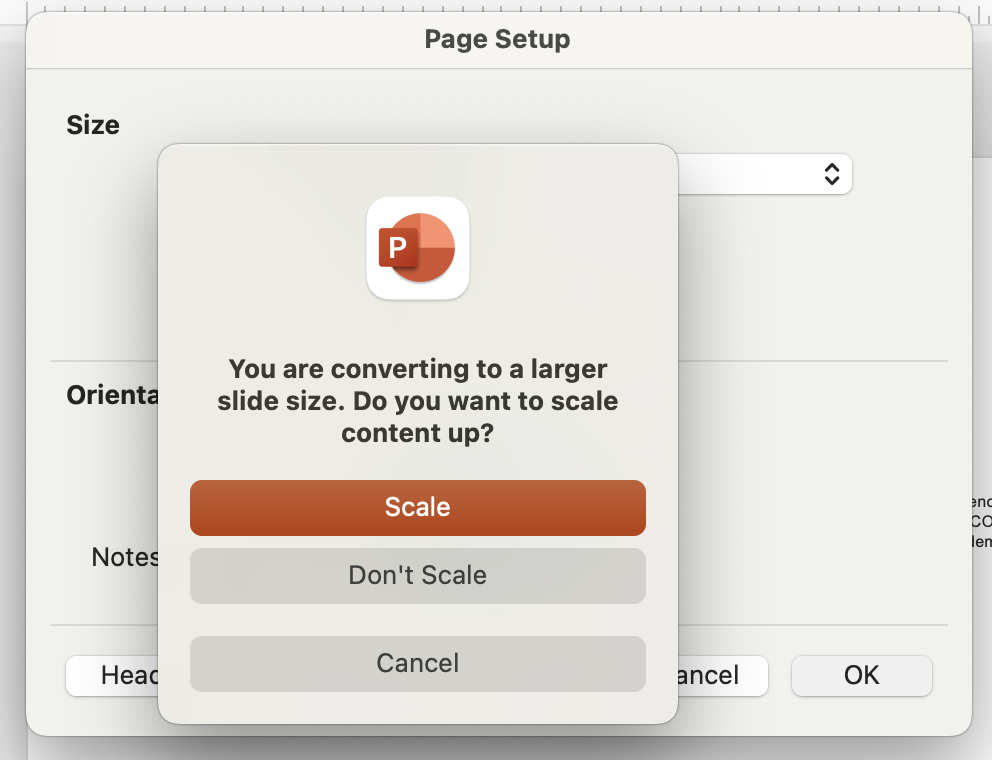 Page Setup
Size
P
You are converting to a larger
slide size. Do you want to scale
content up?
Scale
Don't Scale
Cancel
Orienta
Notes
Head
ancel
OK